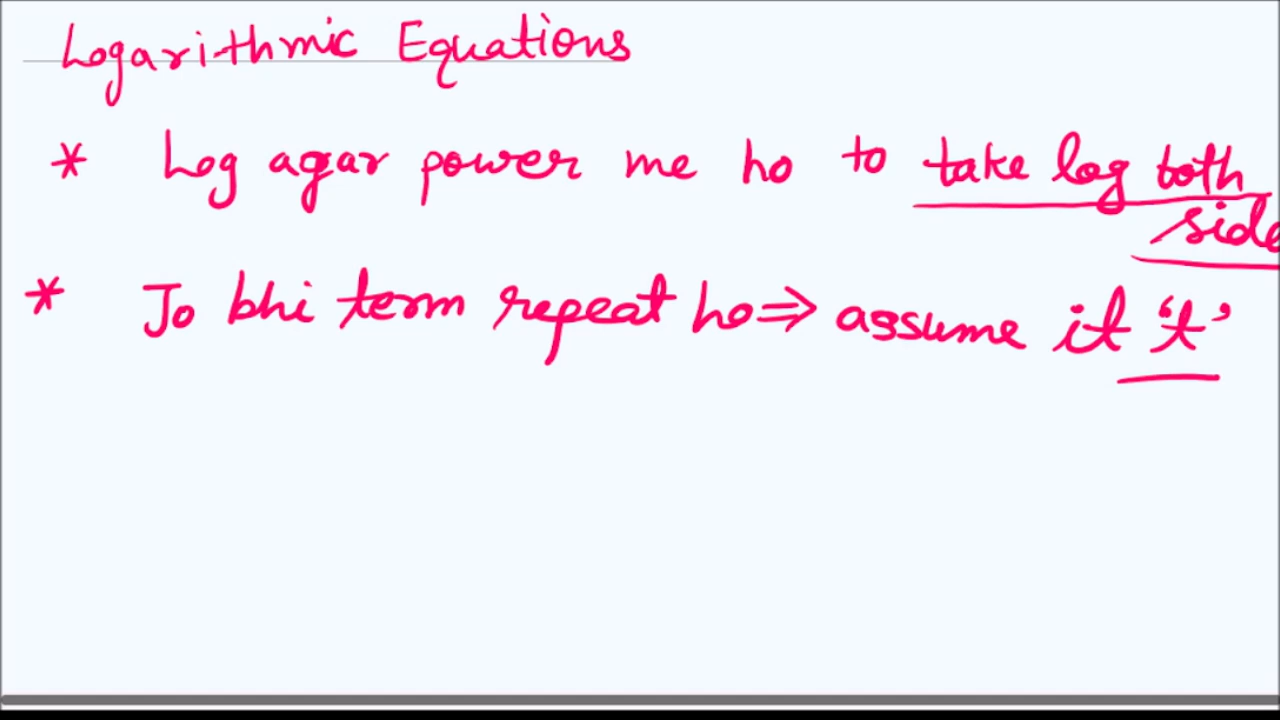 Logarithmic Equations
* Log agar power me ho to take log both
side
* Jo bhi term repeat ho ⇒ assume it 't'